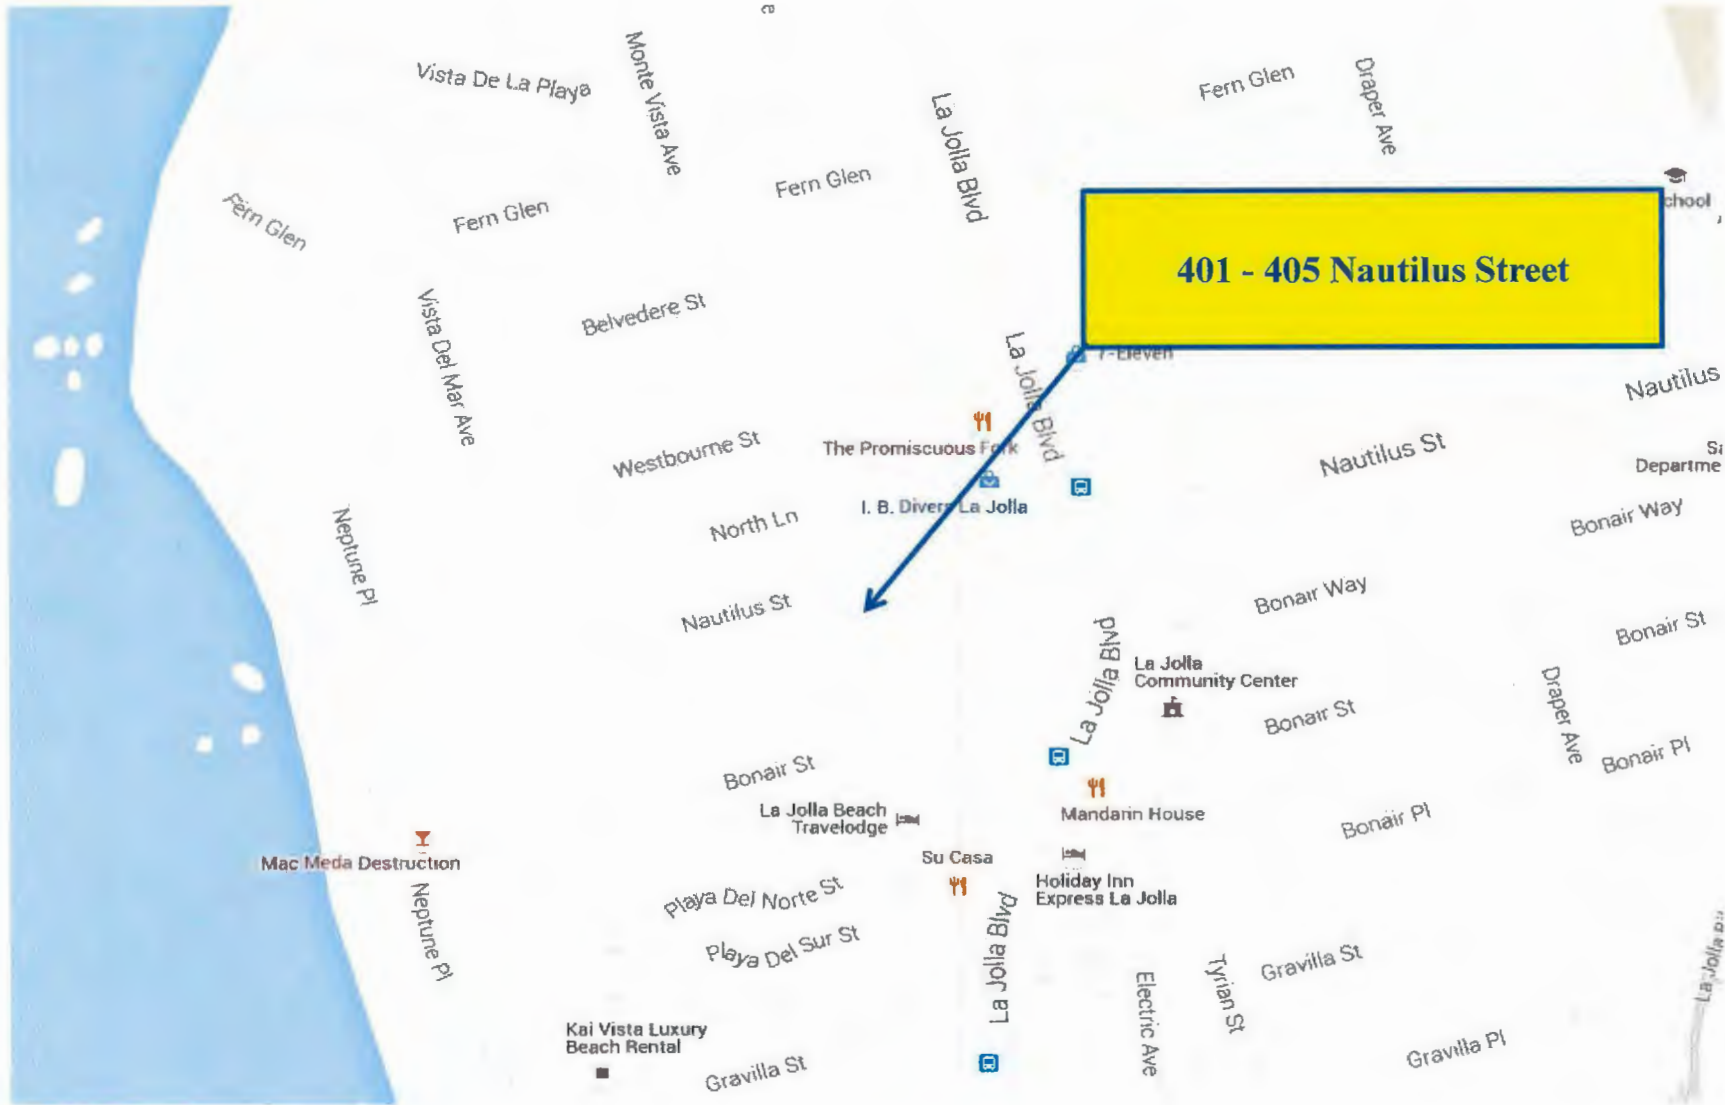 Vista De La Playa
Monte Vista Ave
La Jolla Blvd
Fern Glen
Draper Ave
Fern Glen
Fern Glen
Fern Glen
chool
401 - 405 Nautilus Street
Vista Del Mar Ave
Belvedere St
La Jolla Blvd
7-Eleven
Nautilus
Westbourne St
The Promiscuous Fork
Nautilus St
Departme
I. B. Divers La Jolla
North Ln
Bonair Way
Neptune Pl
Nautilus St
Bonair Way
Bonair St
La Jolla Blvd
La Jolla
Community Center
Bonair St
Draper Ave
Bonair Pl
Bonair St
La Jolla Beach
Travelodge
Mandarin House
Bonair Pl
Mac Meda Destruction
Su Casa
Holiday Inn
Express La Jolla
Neptune Pl
Playa Del Norte St
Playa Del Sur St
La Jolla Blvd
Electric Ave
Tyrian St
Gravilla St
La Jolla
Kai Vista Luxury
Beach Rental
Gravilla St
Gravilla Pl